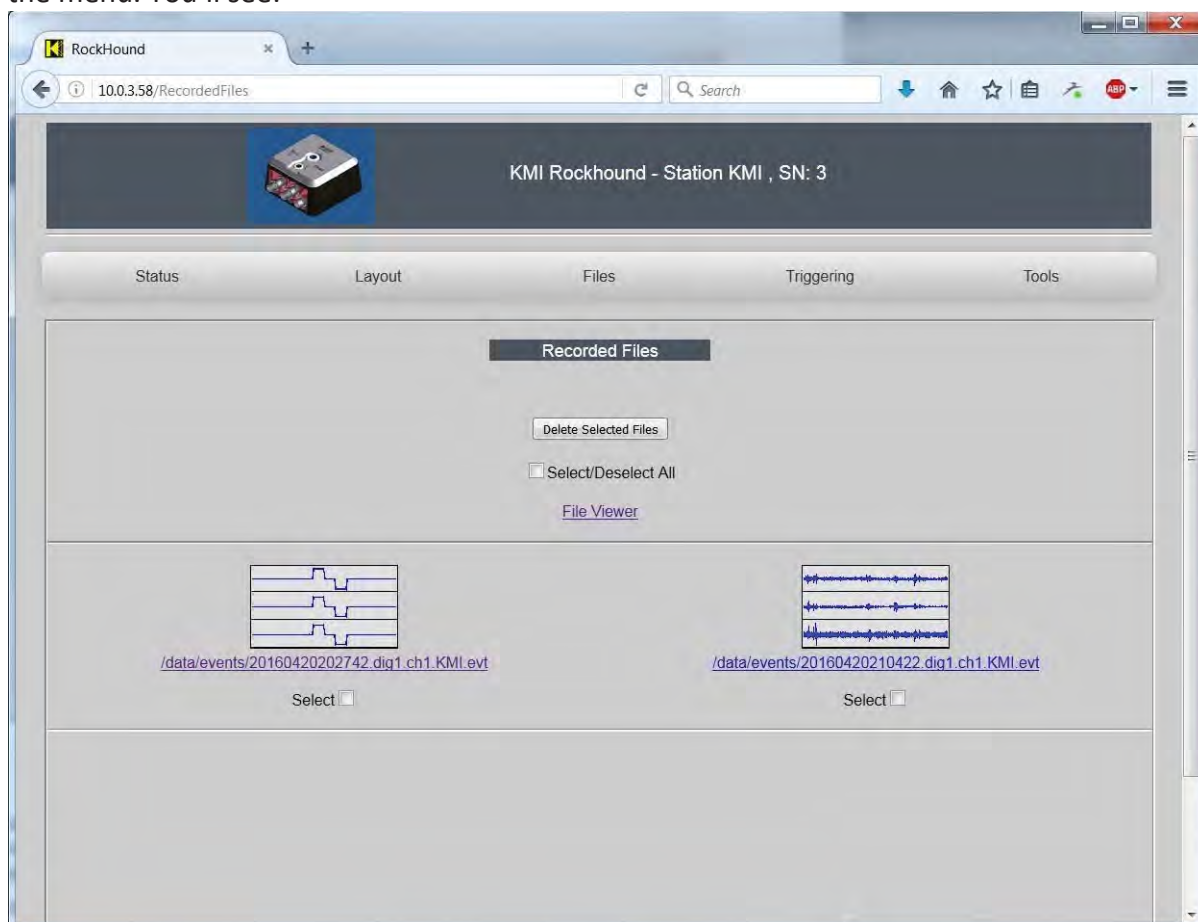 the menu. You'll see:
RockHound
10.0.3.58/RecordedFiles
Search
ABP
KMI Rockhound - Station KMI , SN: 3
Status Layout Files Triggering Tools
Recorded Files
Delete Selected Files
Select/Deselect All
File Viewer
/data/events/20160420202742.dig1.ch1.KMI.evt /data/events/20160420210422.dig1.ch1.KMI.evt
Select Select